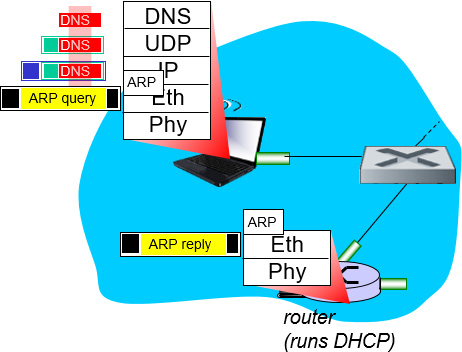 DNS
DNS
DNS
ARP query
DNS
UDP
IP
ARP
Eth
Phy
ARP
ARP reply
Eth
Phy
router
(runs DHCP)